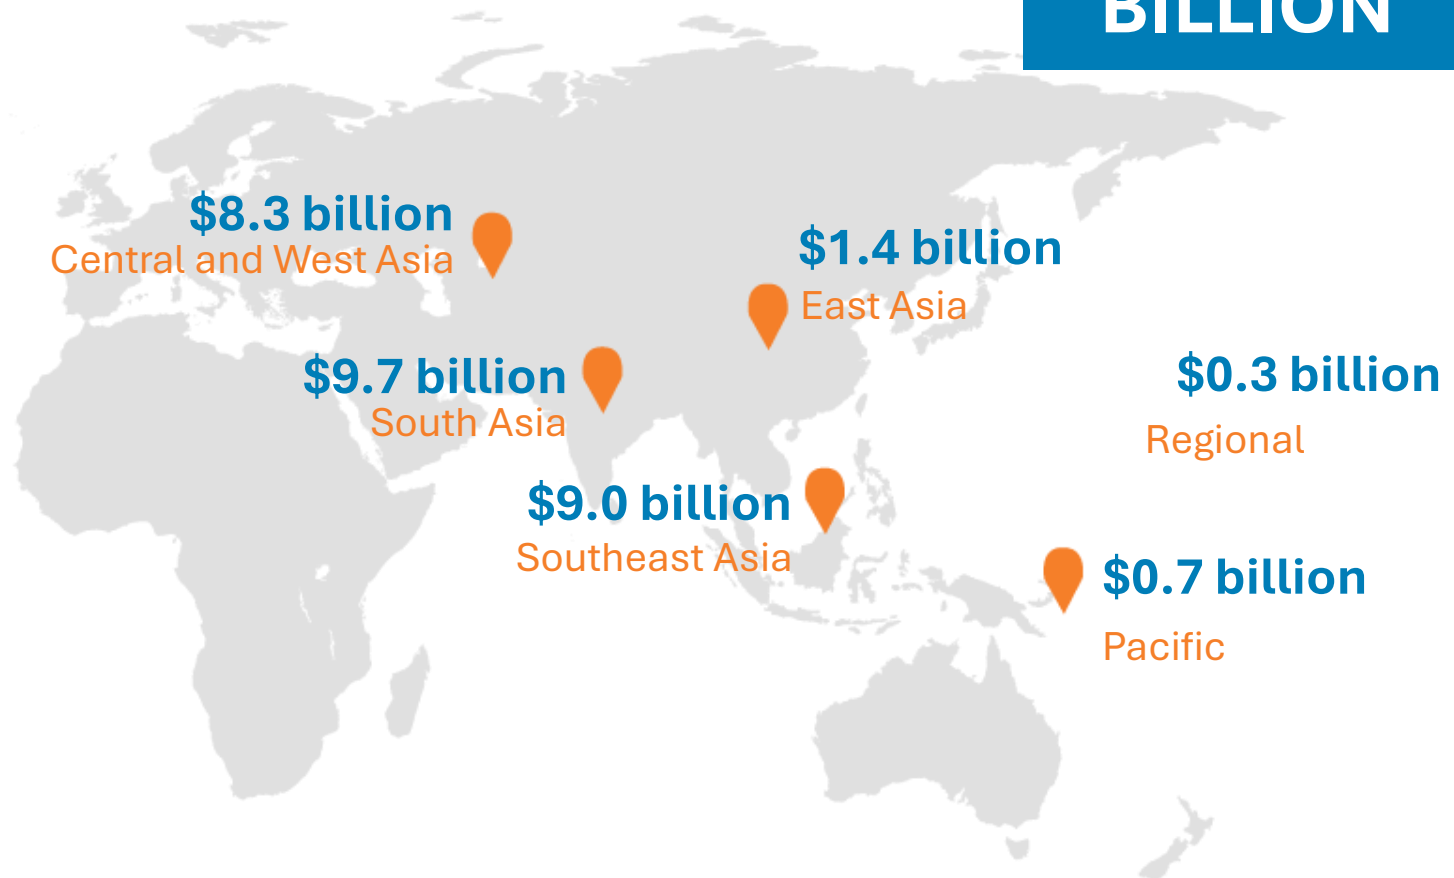 BILLION
$8.3 billion
Central and West Asia
$1.4 billion
East Asia
$9.7 billion
South Asia
$0.3 billion
Regional
$9.0 billion
Southeast Asia
$0.7 billion
Pacific